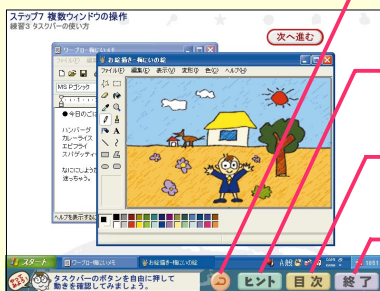 ステップ7 複数ウィンドウの操作
練習3 タスクバーの使い方
次へ進む
ワープロ-梅にいメモ
お絵描き-梅にいの絵
ファイル(F) 編集(E) 表示(V) 変形(I) 色(C) ヘルプ(H)
MS Pゴシック
●今日のごは
ハンバーグ
カレーライス
エビフライ
スパゲッティ
なににしよう
迷っちゃう。
ヘルプを表示するに
スタート
ワープロ-梅にいメモ
お絵描き-梅にいの絵
A 般
タスクバーのボタンを自由に押して
動きを確認してみましょう。
ヒント
目次
終了